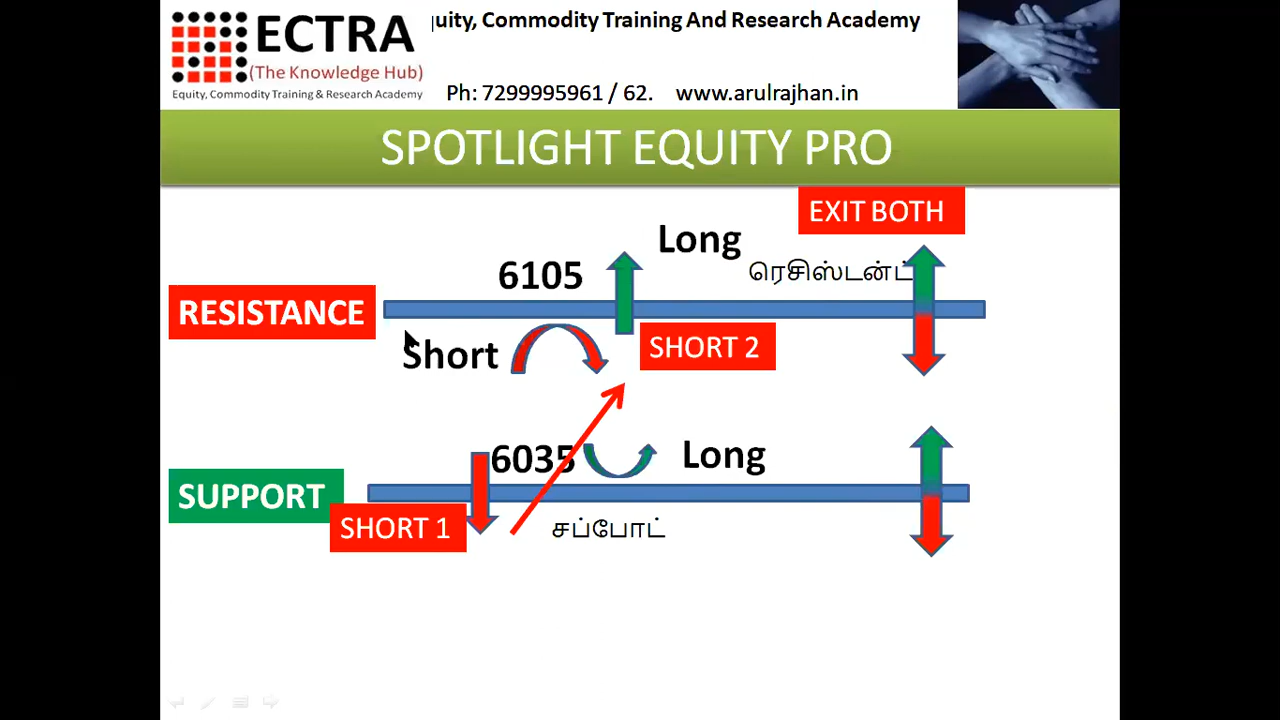 ECTRA
(The Knowledge Hub)
Equity, Commodity Training & Research Academy
quity, Commodity Training And Research Academy
Ph: 7299995961 / 62. www.arulrajhan.in
SPOTLIGHT EQUITY PRO
EXIT BOTH
Long
6105
ரெசிஸ்டன்ட்
RESISTANCE
Short
SHORT 2
6035
Long
SUPPORT
SHORT 1
சப்போட்